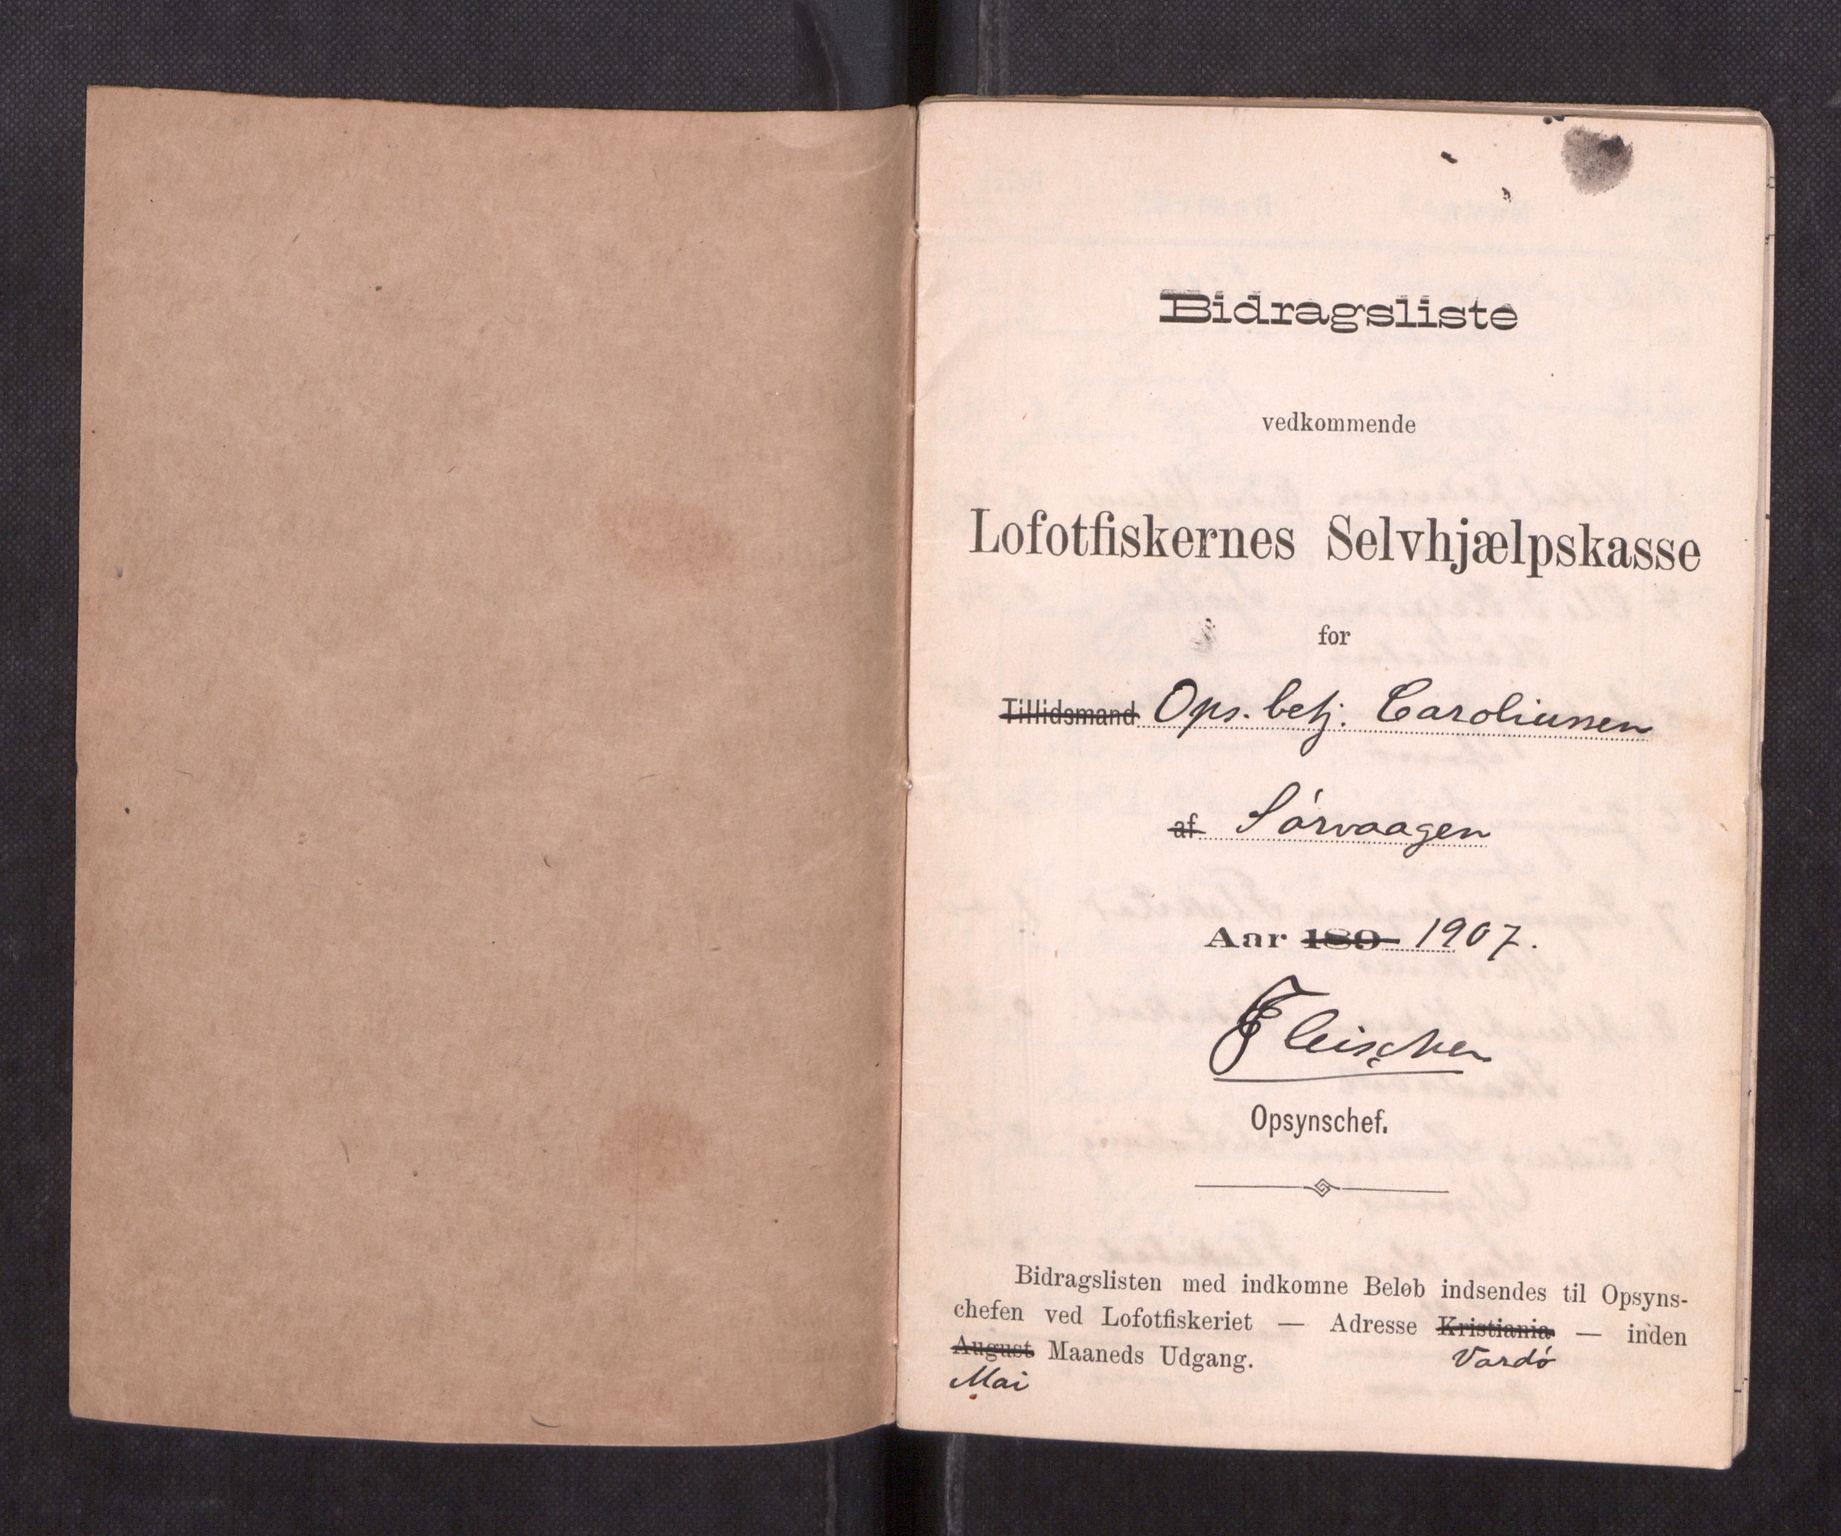 Bidragsliste
vedkommende
Lofotfiskernes Selvhjælpskasse
for
Tillidsmand Ops. betj. Caroliussen
af Sørvaagen
Aar 189 1907.
Fleischer
Opsynschef.
Bidragslisten med indkomne Beløb indsendes til Opsyns-
chefen ved Lofotfiskeriet — Adresse Kristiania — inden
August Maaneds Udgang. Vardö
Mai